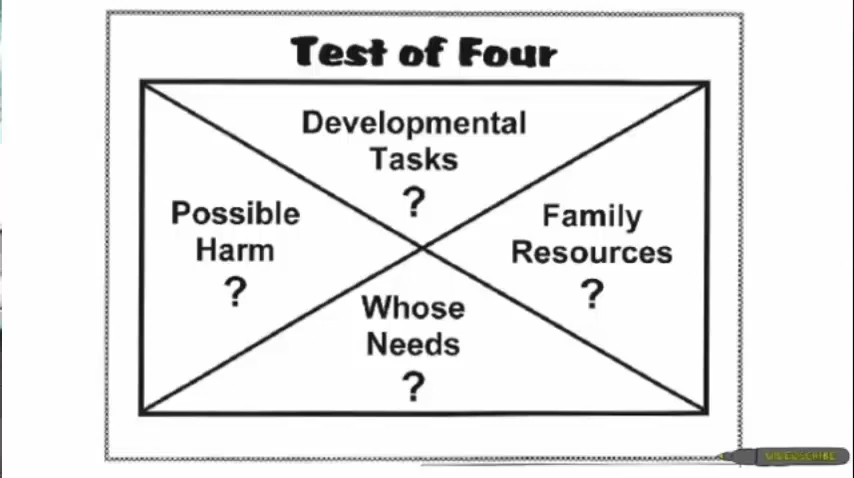 Test of Four
Developmental
Tasks
?
Possible
Harm
?
Family
Resources
?
Whose
Needs
?